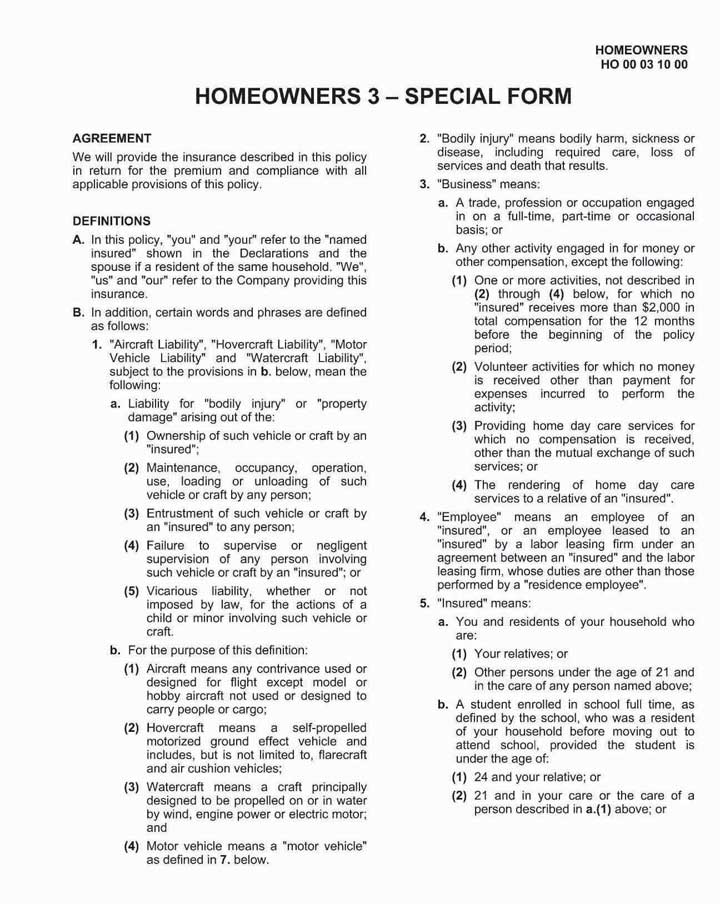 HOMEOWNERS
HO 00 03 10 00
HOMEOWNERS 3 – SPECIAL FORM
AGREEMENT
We will provide the insurance described in this policy
in return for the premium and compliance with all
applicable provisions of this policy.
DEFINITIONS
A. In this policy, "you" and "your" refer to the "named
insured" shown in the Declarations and the
spouse if a resident of the same household. "We",
"us" and "our" refer to the Company providing this
insurance.
B. In addition, certain words and phrases are defined
as follows:
1. "Aircraft Liability", "Hovercraft Liability", "Motor
Vehicle Liability" and "Watercraft Liability",
subject to the provisions in b. below, mean the
following:
a. Liability for "bodily injury" or "property
damage" arising out of the:
(1) Ownership of such vehicle or craft by an
"insured";
(2) Maintenance, occupancy, operation,
use, loading or unloading of such
vehicle or craft by any person;
(3) Entrustment of such vehicle or craft by
an "insured" to any person;
(4) Failure to supervise or negligent
supervision of any person involving
such vehicle or craft by an "insured"; or
(5) Vicarious liability, whether or not
imposed by law, for the actions of a
child or minor involving such vehicle or
craft.
b. For the purpose of this definition:
(1) Aircraft means any contrivance used or
designed for flight except model or
hobby aircraft not used or designed to
carry people or cargo;
(2) Hovercraft means a self-propelled
motorized ground effect vehicle and
includes, but is not limited to, flarecraft
and air cushion vehicles;
(3) Watercraft means a craft principally
designed to be propelled on or in water
by wind, engine power or electric motor;
and
(4) Motor vehicle means a "motor vehicle"
as defined in 7. below.
2. "Bodily injury" means bodily harm, sickness or
disease, including required care, loss of
services and death that results.
3. "Business" means:
a. A trade, profession or occupation engaged
in on a full-time, part-time or occasional
basis; or
b. Any other activity engaged in for money or
other compensation, except the following:
(1) One or more activities, not described in
(2) through (4) below, for which no
"insured" receives more than $2,000 in
total compensation for the 12 months
before the beginning of the policy
period;
(2) Volunteer activities for which no money
is received other than payment for
expenses incurred to perform the
activity;
(3) Providing home day care services for
which no compensation is received,
other than the mutual exchange of such
services; or
(4) The rendering of home day care
services to a relative of an "insured".
4. "Employee" means an employee of an
"insured", or an employee leased to an
"insured" by a labor leasing firm under an
agreement between an "insured" and the labor
leasing firm, whose duties are other than those
performed by a "residence employee".
5. "Insured" means:
a. You and residents of your household who
are:
(1) Your relatives; or
(2) Other persons under the age of 21 and
in the care of any person named above;
b. A student enrolled in school full time, as
defined by the school, who was a resident
of your household before moving out to
attend school, provided the student is
under the age of:
(1) 24 and your relative; or
(2) 21 and in your care or the care of a
person described in a.(1) above; or